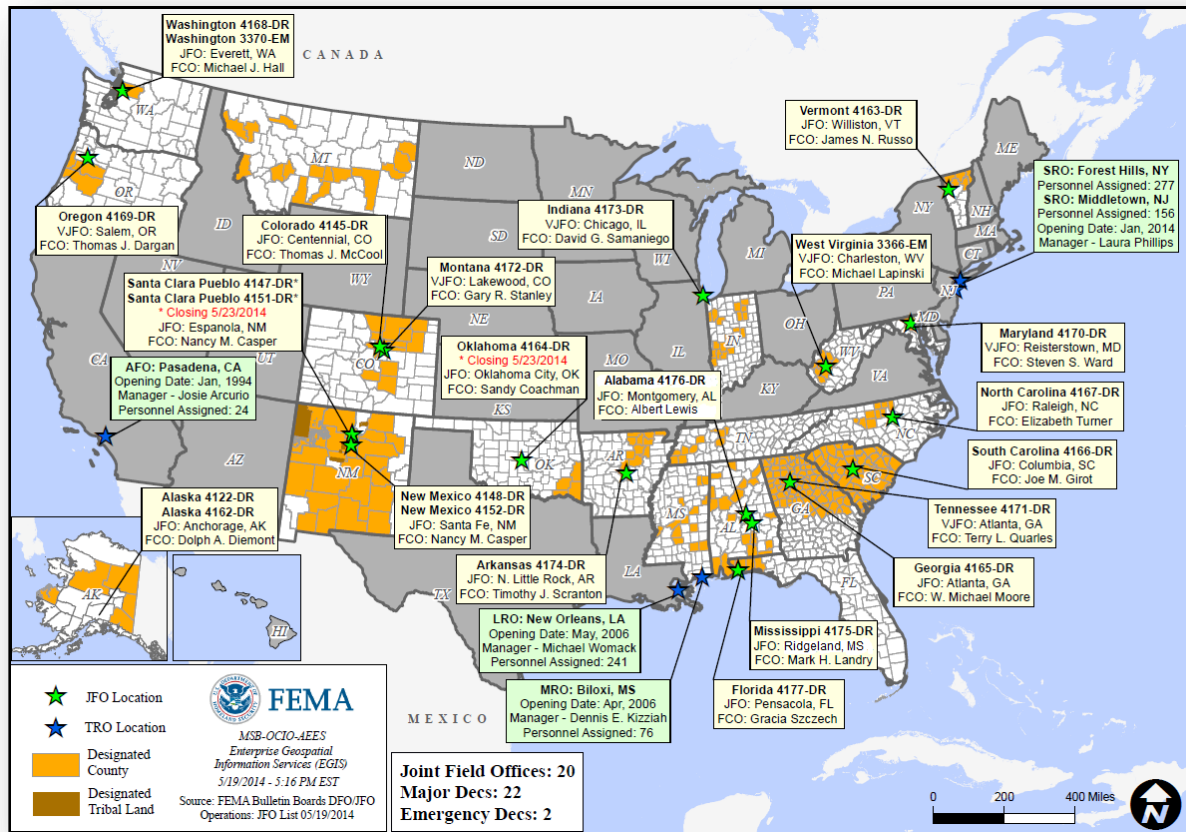 Washington 4168-DR
Washington 3370-EM
JFO: Everett, WA
FCO: Michael J. Hall
CANADA
WA
MT
ND
MN
OR
ID
SD
WI
MI
NY
ME
NH
MA
CT
NJ
PA
Vermont 4163-DR
JFO: Williston, VT
FCO: James N. Russo
SRO: Forest Hills, NY
Personnel Assigned: 277
SRO: Middletown, NJ
Personnel Assigned: 156
Opening Date: Jan, 2014
Manager - Laura Phillips
Oregon 4169-DR
VJFO: Salem, OR
FCO: Thomas J. Dargan
Colorado 4145-DR
JFO: Centennial, CO
FCO: Thomas J. McCool
Indiana 4173-DR
VJFO: Chicago, IL
FCO: David G. Samaniego
West Virginia 3366-EM
VJFO: Charleston, WV
FCO: Michael Lapinski
NV
WY
IA
NE
Santa Clara Pueblo 4147-DR*
Santa Clara Pueblo 4151-DR*
* Closing 5/23/2014
JFO: Espanola, NM
FCO: Nancy M. Casper
Montana 4172-DR
VJFO: Lakewood, CO
FCO: Gary R. Stanley
CA
UT
CO
KS
MO
IL
IN
OH
WV
MD
VA
KY
Maryland 4170-DR
VJFO: Reisterstown, MD
FCO: Steven S. Ward
AFO: Pasadena, CA
Opening Date: Jan, 1994
Manager - Josie Arcurio
Personnel Assigned: 24
Oklahoma 4164-DR
* Closing 5/23/2014
JFO: Oklahoma City, OK
FCO: Sandy Coachman
Alabama 4176-DR
JFO: Montgomery, AL
FCO: Albert Lewis
North Carolina 4167-DR
JFO: Raleigh, NC
FCO: Elizabeth Turner
AZ
NM
OK
AR
TN
NC
SC
MS
AL
GA
South Carolina 4166-DR
JFO: Columbia, SC
FCO: Joe M. Girot
Alaska 4122-DR
Alaska 4162-DR
JFO: Anchorage, AK
FCO: Dolph A. Diemont
New Mexico 4148-DR
New Mexico 4152-DR
JFO: Santa Fe, NM
FCO: Nancy M. Casper
Tennessee 4171-DR
VJFO: Atlanta, GA
FCO: Terry L. Quarles
Arkansas 4174-DR
JFO: N. Little Rock, AR
FCO: Timothy J. Scranton
Georgia 4165-DR
JFO: Atlanta, GA
FCO: W. Michael Moore
AK
HI
TX
LA
FL
LRO: New Orleans, LA
Opening Date: May, 2006
Manager - Michael Womack
Personnel Assigned: 241
Mississippi 4175-DR
JFO: Ridgeland, MS
FCO: Mark H. Landry
MRO: Biloxi, MS
Opening Date: Apr, 2006
Manager - Dennis E. Kizziah
Personnel Assigned: 76
Florida 4177-DR
JFO: Pensacola, FL
FCO: Gracia Szczech
MEXICO
JFO Location
TRO Location
Designated
County
Designated
Tribal Land
FEMA
MSB-OCIO-AEES
Enterprise Geospatial
Information Services (EGIS)
5/19/2014 - 5:16 PM EST
Source: FEMA Bulletin Boards DFO/JFO
Operations: JFO List 05/19/2014
Joint Field Offices: 20
Major Decs: 22
Emergency Decs: 2
0 200 400 Miles
N